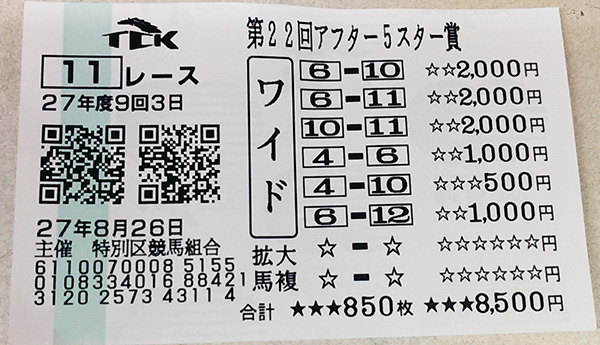 TCK
第22回アフター5スター賞
11レース
27年度9回3日
ワイド
6-10 ☆☆2,000円
6-11 ☆☆2,000円
10-11 ☆☆2,000円
4-6 ☆☆1,000円
4-10 ☆☆☆500円
6-12 ☆☆1,000円
拡大 ☆-☆ ☆☆☆☆☆☆円
馬複 ☆-☆ ☆☆☆☆☆☆円
合計 ★★★850枚 ★★★8,500円
27年8月26日
主催 特別区競馬組合
6110070008 5155
0108334016 88421
3120 2573 4311 4